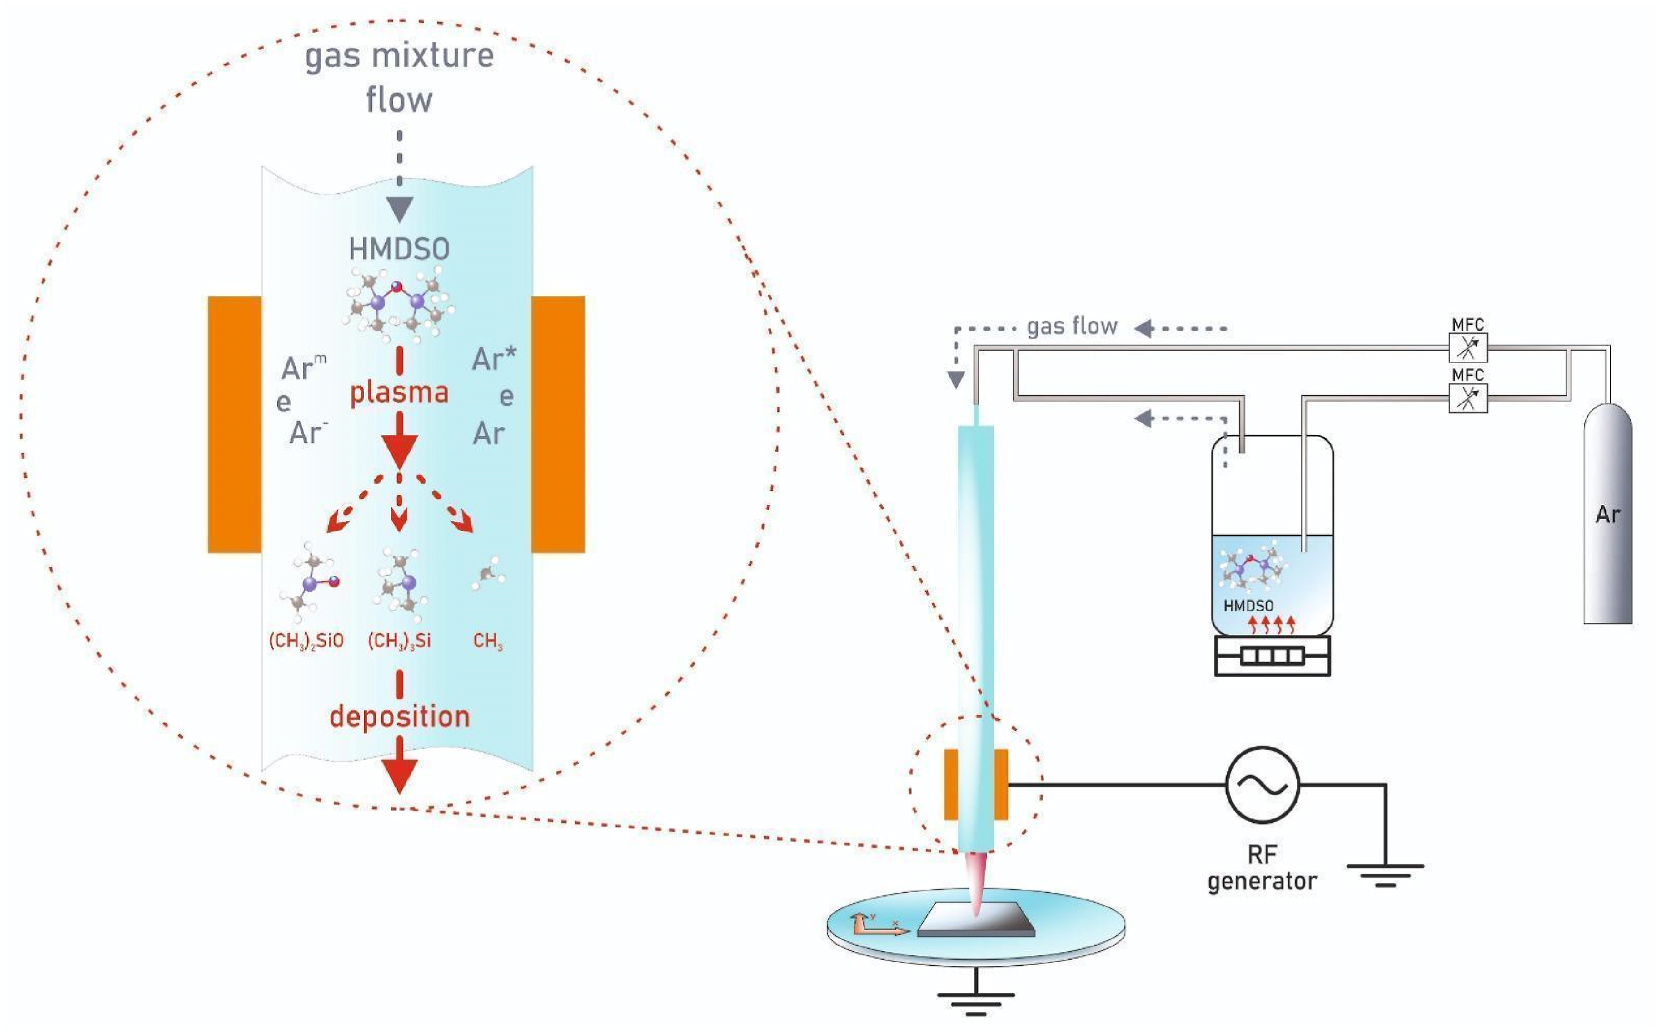 gas mixture
flow
HMDSO
Arᵐ
e
Ar⁻
plasma
Ar*
e
Ar
(CH₃)₂SiO
(CH₃)₃Si
CH₃
deposition
gas flow
MFC
MFC
HMDSO
Ar
RF
generator
y
x